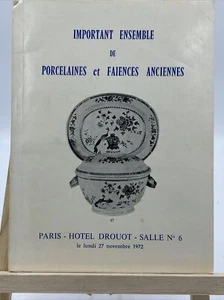 IMPORTANT ENSEMBLE
DE
PORCELAINES et FAIENCES ANCIENNES
PARIS - HOTEL DROUOT - SALLE N° 6
le lundi 27 novembre 1972